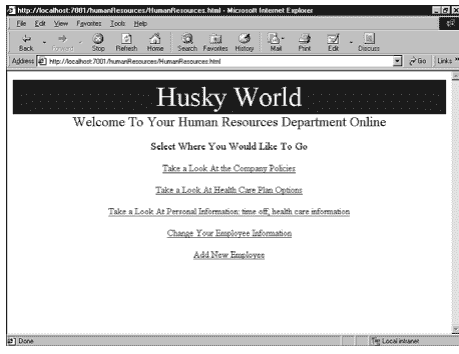 http://localhost:7001/humanResources/HumanResources.html - Microsoft Internet Explorer
File Edit View Favorites Tools Help
Back Forward Stop Refresh Home Search Favorites History Mail Print Edit Discuss
Address http://localhost:7001/humanResources/HumanResources.html Go Links »
Husky World
Welcome To Your Human Resources Department Online
Select Where You Would Like To Go
Take a Look At the Company Policies
Take a Look At Health Care Plan Options
Take a Look At Personal Information: time off, health care information
Change Your Employee Information
Add New Employee
Done Local intranet